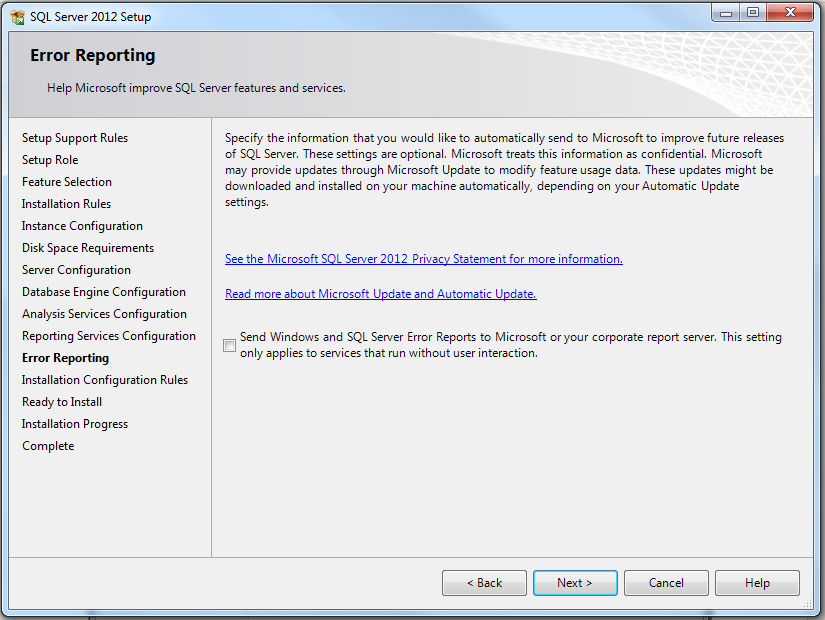 SQL Server 2012 Setup
Error Reporting
Help Microsoft improve SQL Server features and services.
Setup Support Rules
Setup Role
Feature Selection
Installation Rules
Instance Configuration
Disk Space Requirements
Server Configuration
Database Engine Configuration
Analysis Services Configuration
Reporting Services Configuration
Error Reporting
Installation Configuration Rules
Ready to Install
Installation Progress
Complete
Specify the information that you would like to automatically send to Microsoft to improve future releases
of SQL Server. These settings are optional. Microsoft treats this information as confidential. Microsoft
may provide updates through Microsoft Update to modify feature usage data. These updates might be
downloaded and installed on your machine automatically, depending on your Automatic Update
settings.
See the Microsoft SQL Server 2012 Privacy Statement for more information.
Read more about Microsoft Update and Automatic Update.
Send Windows and SQL Server Error Reports to Microsoft or your corporate report server. This setting
only applies to services that run without user interaction.
< Back
Next >
Cancel
Help